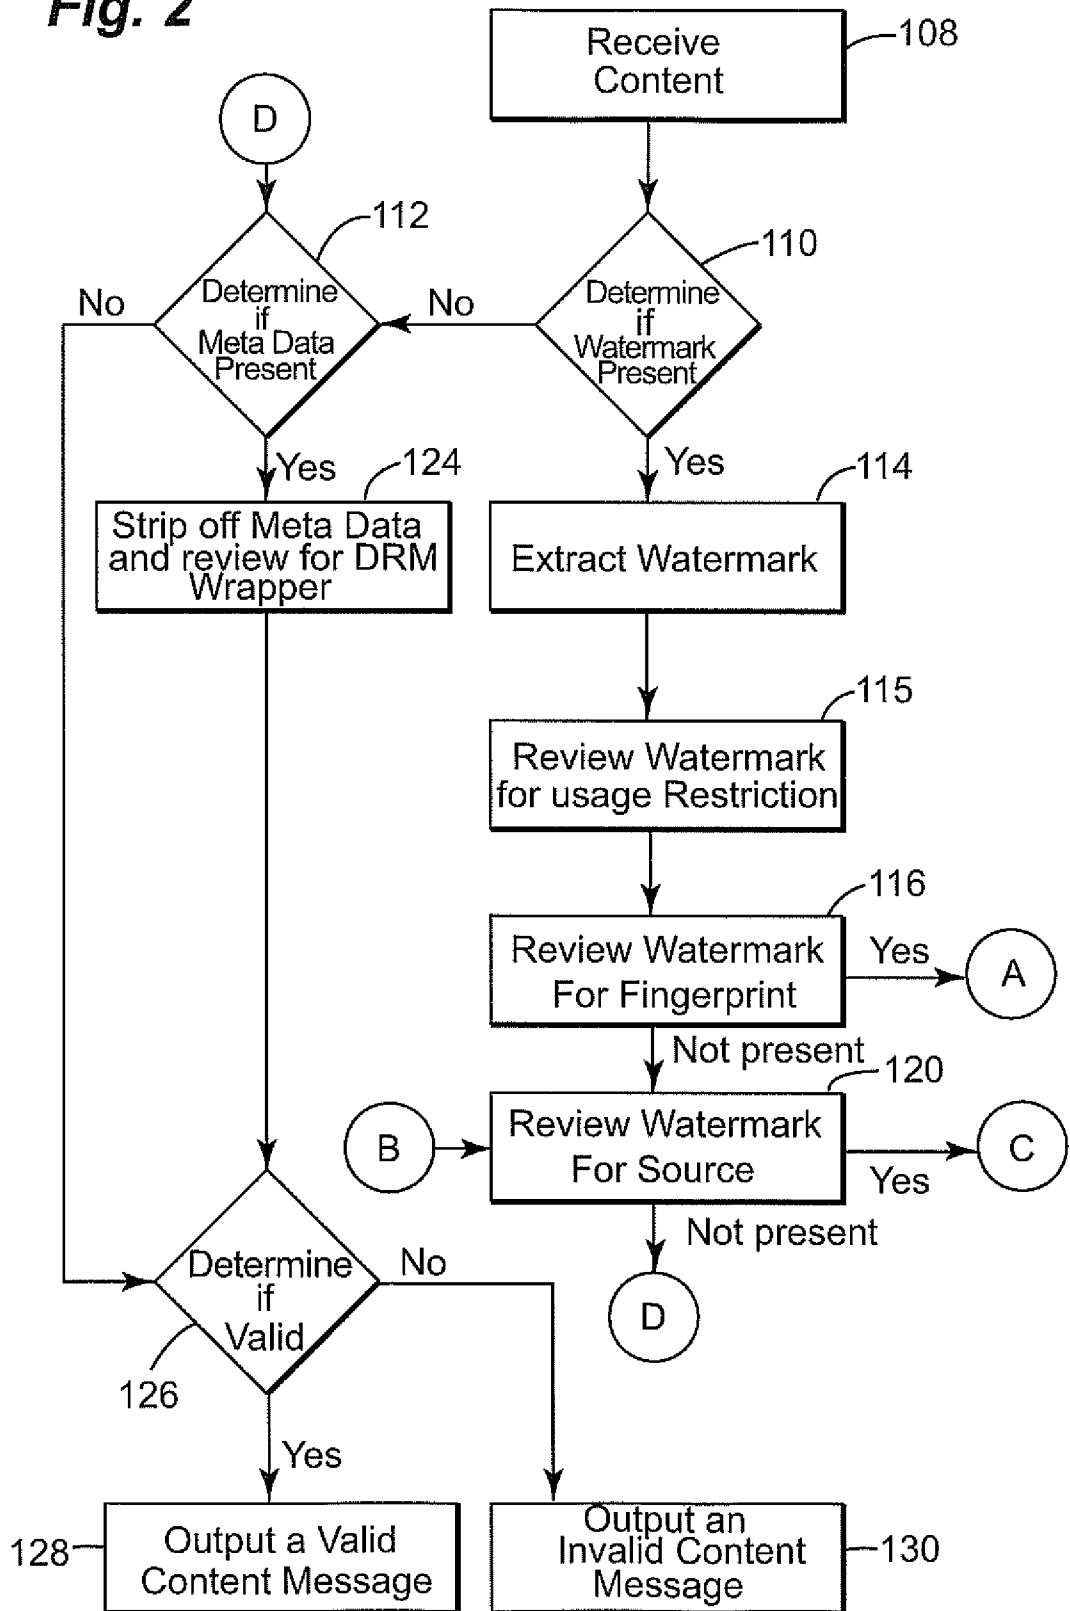 Fig. 2
Receive
Content
108
D
112
110
No
Determine
if
Meta Data
Present
No
Determine
if
Watermark
Present
Yes
124
Yes
114
Strip off Meta Data
and review for DRM
Wrapper
Extract Watermark
115
Review Watermark
for usage Restriction
116
Review Watermark
For Fingerprint
Yes
A
Not present
120
B
Review Watermark
For Source
C
Yes
Not present
D
Determine
if
Valid
No
126
Yes
128
Output a Valid
Content Message
Output an
Invalid Content
Message
130